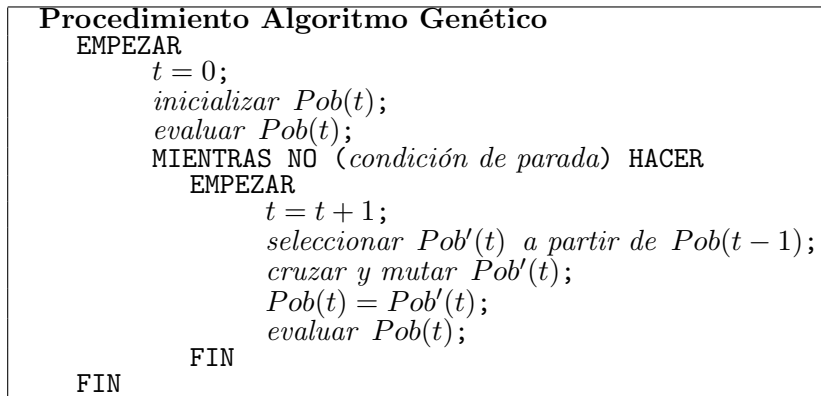 Procedimiento Algoritmo Genético
EMPEZAR
t = 0;
inicializar Pob(t);
evaluar Pob(t);
MIENTRAS NO (condición de parada) HACER
EMPEZAR
t = t + 1;
seleccionar Pob′(t) a partir de Pob(t − 1);
cruzar y mutar Pob′(t);
Pob(t) = Pob′(t);
evaluar Pob(t);
FIN
FIN